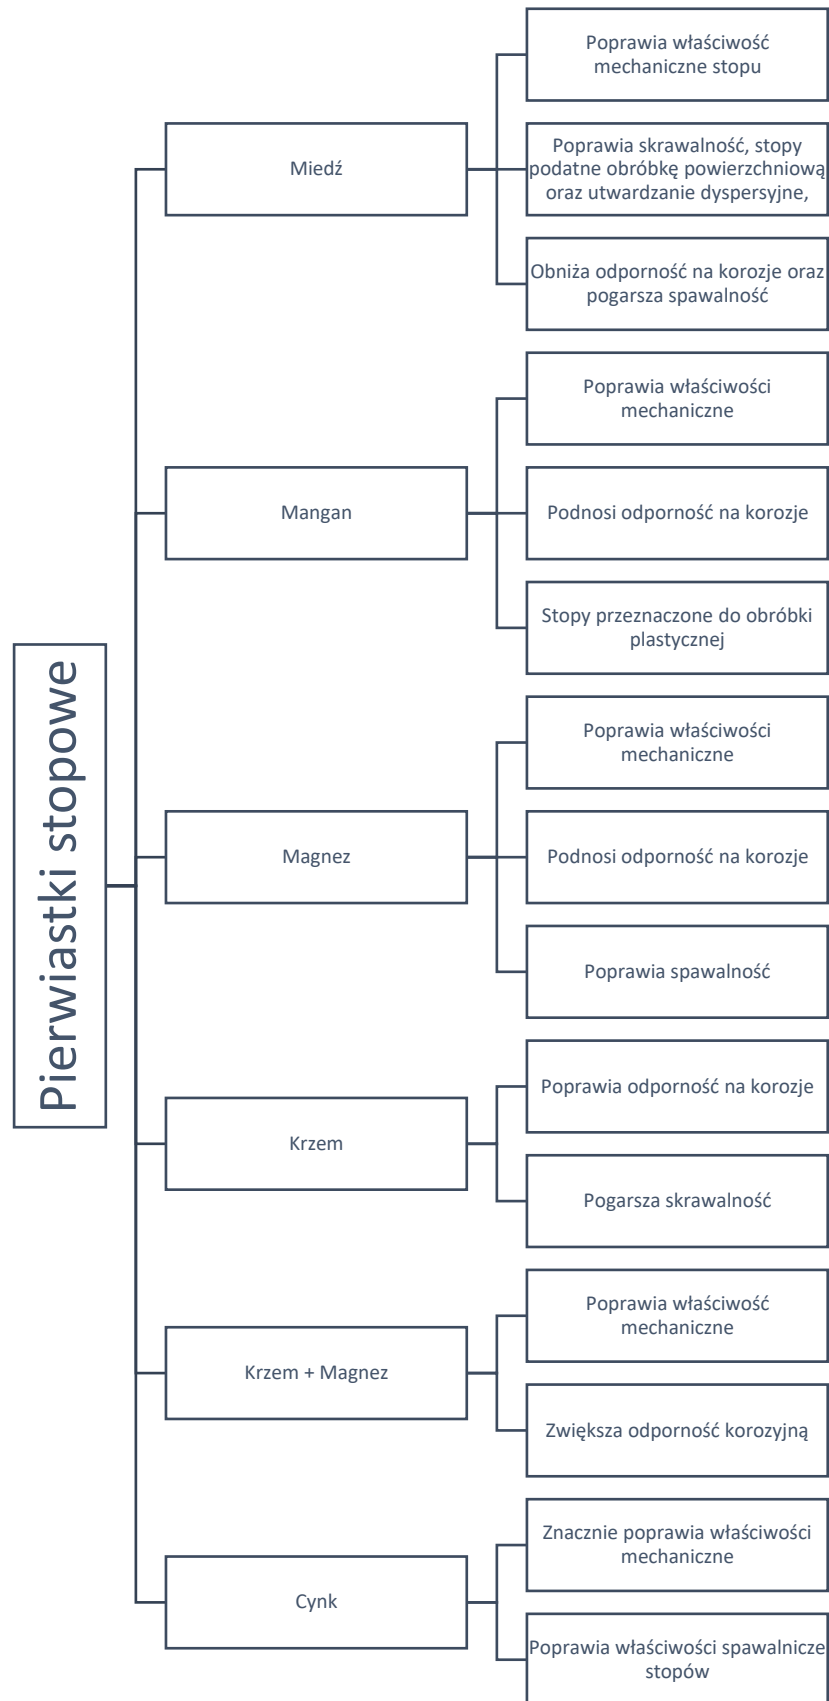 Pierwiastki stopowe
Miedź
Poprawia właściwość
mechaniczne stopu
Poprawia skrawalność, stopy
podatne obróbkę powierzchniową
oraz utwardzanie dyspersyjne,
Obniża odporność na korozje oraz
pogarsza spawalność
Mangan
Poprawia właściwości
mechaniczne
Podnosi odporność na korozje
Stopy przeznaczone do obróbki
plastycznej
Magnez
Poprawia właściwości
mechaniczne
Podnosi odporność na korozje
Poprawia spawalność
Krzem
Poprawia odporność na korozje
Pogarsza skrawalność
Krzem + Magnez
Poprawia właściwość
mechaniczne
Zwiększa odporność korozyjną
Cynk
Znacznie poprawia właściwości
mechaniczne
Poprawia właściwości spawalnicze
stopów